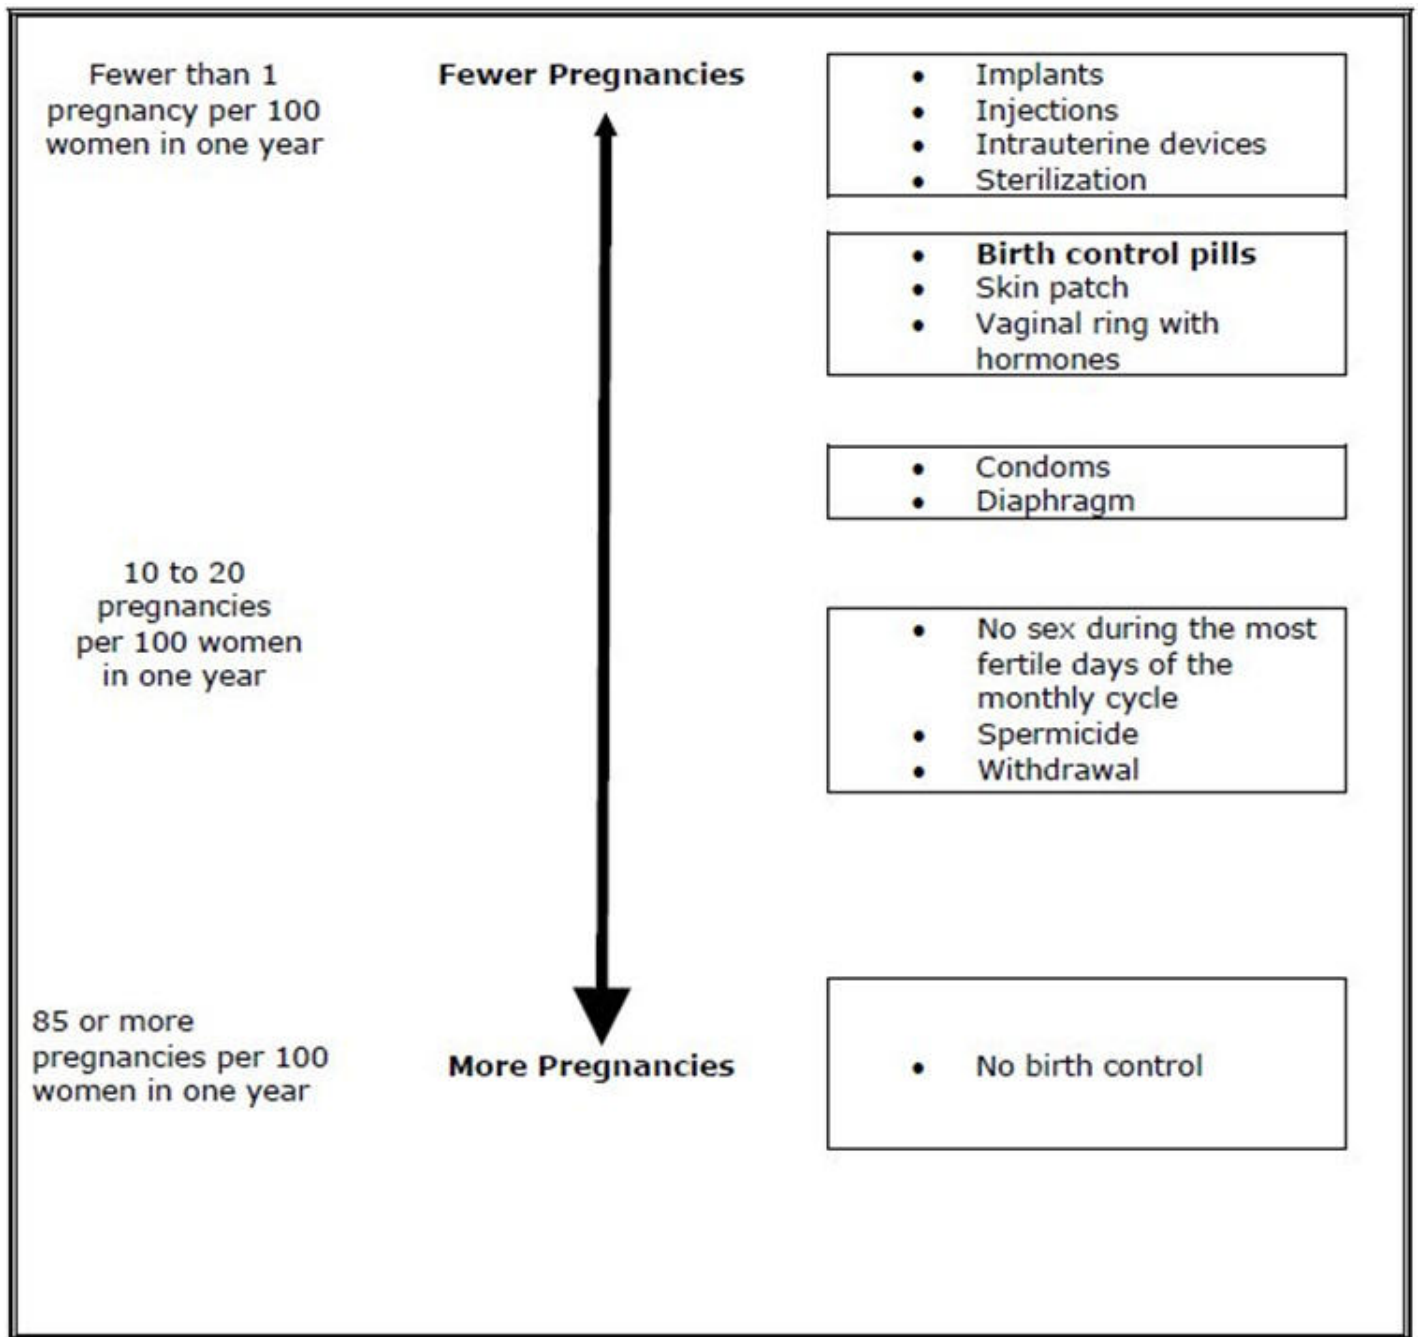 Fewer than 1
pregnancy per 100
women in one year
Fewer Pregnancies
• Implants
• Injections
• Intrauterine devices
• Sterilization
• Birth control pills
• Skin patch
• Vaginal ring with
hormones
• Condoms
• Diaphragm
10 to 20
pregnancies
per 100 women
in one year
• No sex during the most
fertile days of the
monthly cycle
• Spermicide
• Withdrawal
85 or more
pregnancies per 100
women in one year
More Pregnancies
• No birth control